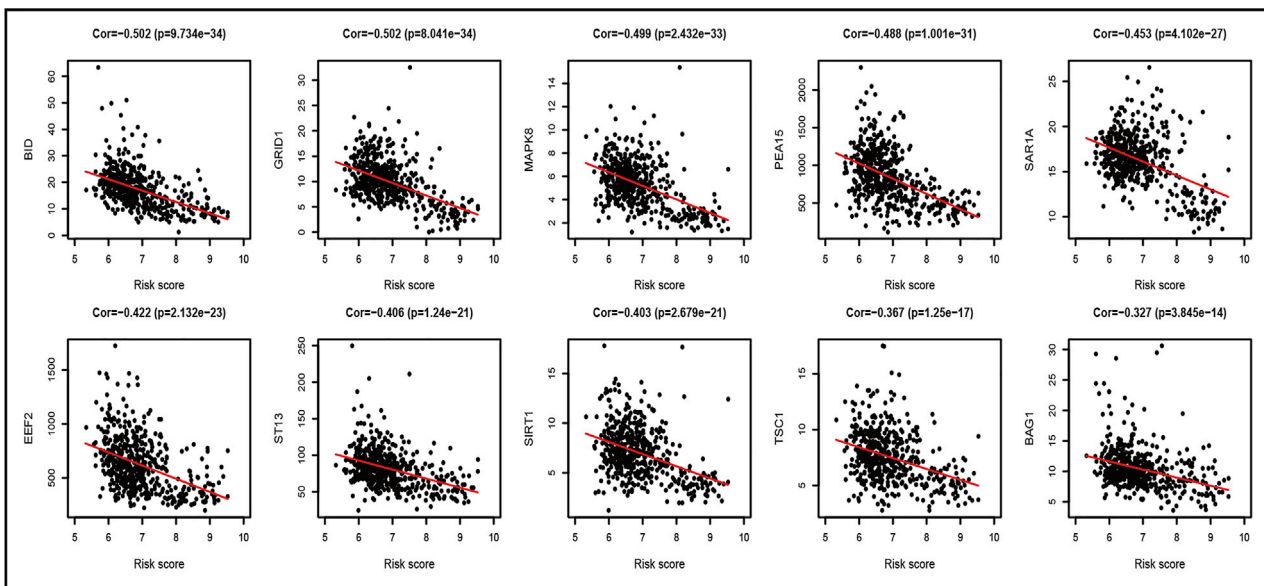 Cor=−0.502 (p=9.734e−34)
BID
0 10 20 30 40 50 60
5 6 7 8 9 10
Risk score
Cor=−0.502 (p=8.041e−34)
GRID1
0 5 10 15 20 25 30
5 6 7 8 9 10
Risk score
Cor=−0.499 (p=2.432e−33)
MAPK8
2 4 6 8 10 12 14
5 6 7 8 9 10
Risk score
Cor=−0.488 (p=1.001e−31)
PEA15
500 1000 1500 2000
5 6 7 8 9 10
Risk score
Cor=−0.453 (p=4.102e−27)
SAR1A
10 15 20 25
5 6 7 8 9 10
Risk score
Cor=−0.422 (p=2.132e−23)
EEF2
500 1000 1500
5 6 7 8 9 10
Risk score
Cor=−0.406 (p=1.24e−21)
ST13
50 100 150 200 250
5 6 7 8 9 10
Risk score
Cor=−0.403 (p=2.679e−21)
SIRT1
5 10 15
5 6 7 8 9 10
Risk score
Cor=−0.367 (p=1.25e−17)
TSC1
5 10 15
5 6 7 8 9 10
Risk score
Cor=−0.327 (p=3.845e−14)
BAG1
5 10 15 20 25 30
5 6 7 8 9 10
Risk score